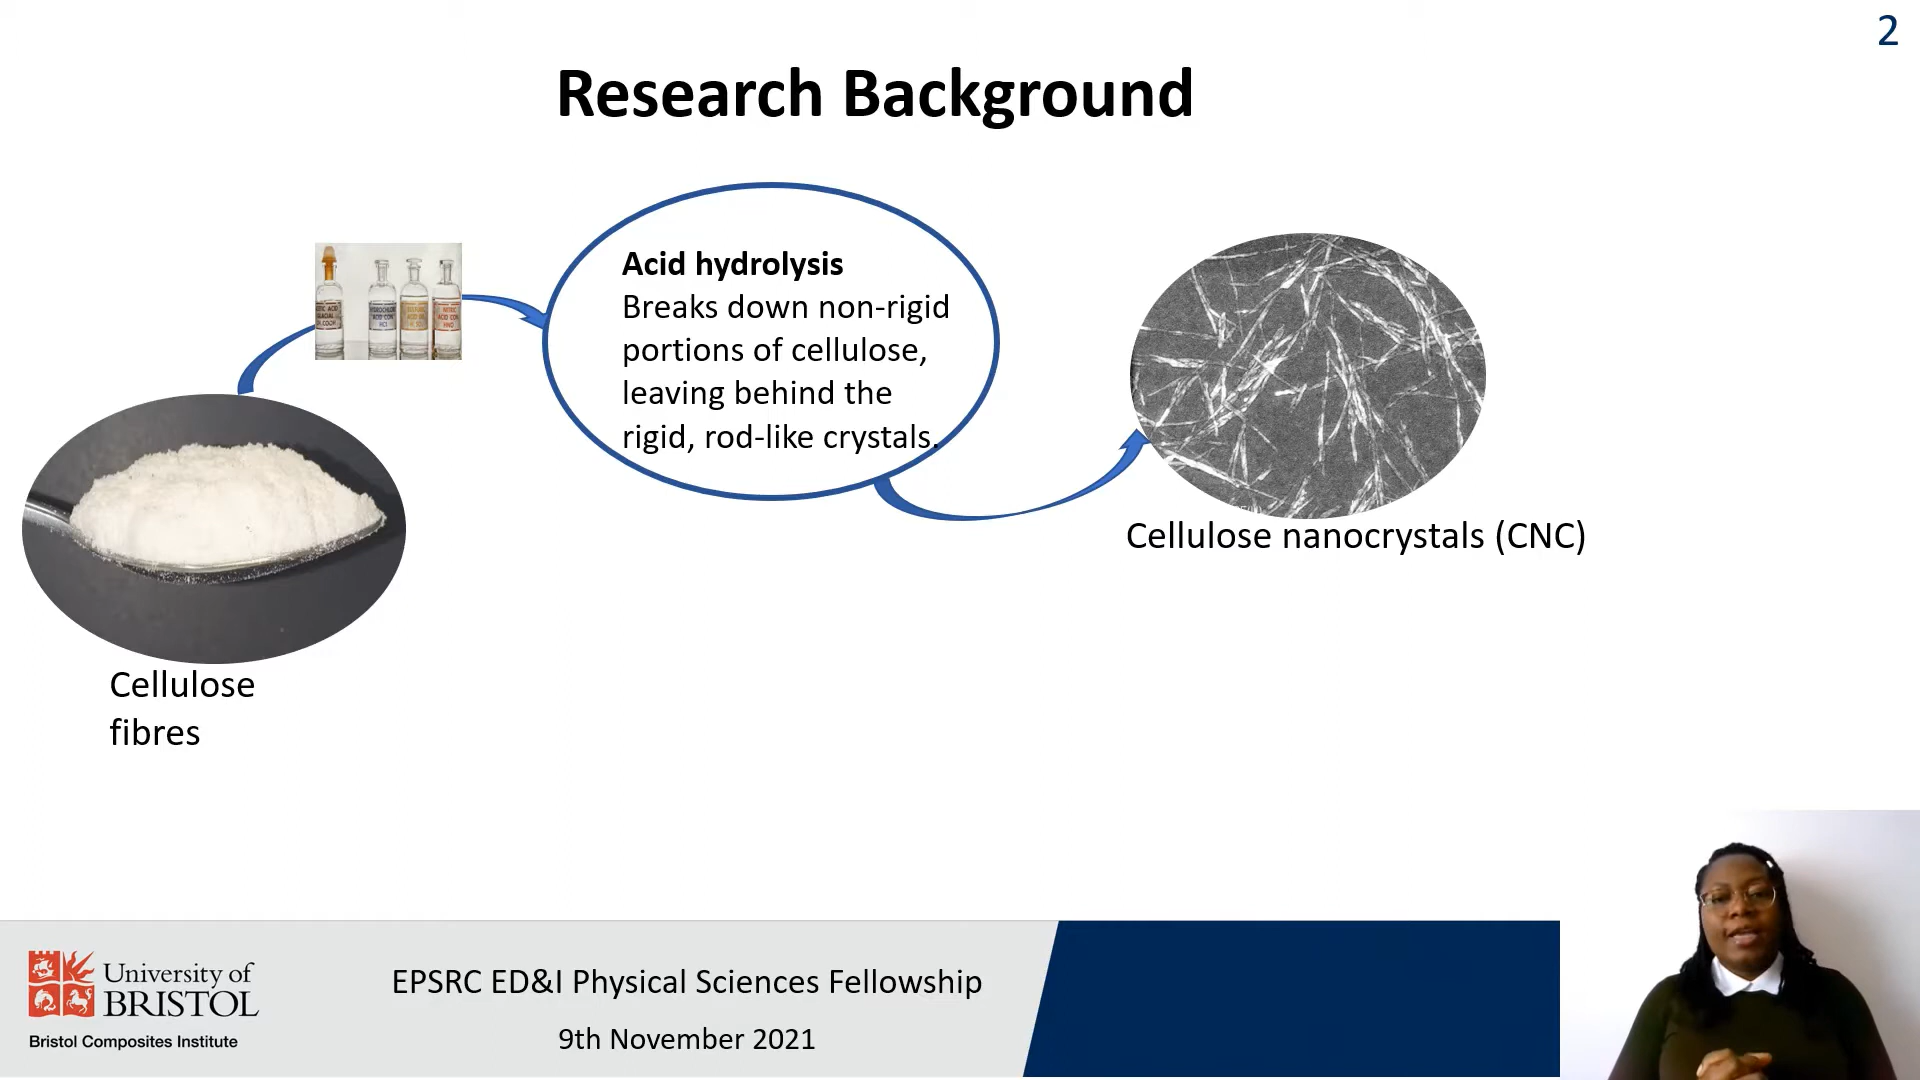 2
Research Background
Acid hydrolysis
Breaks down non-rigid
portions of cellulose,
leaving behind the
rigid, rod-like crystals.
Cellulose nanocrystals (CNC)
Cellulose
fibres
University of
BRISTOL
Bristol Composites Institute
EPSRC ED&I Physical Sciences Fellowship
9th November 2021